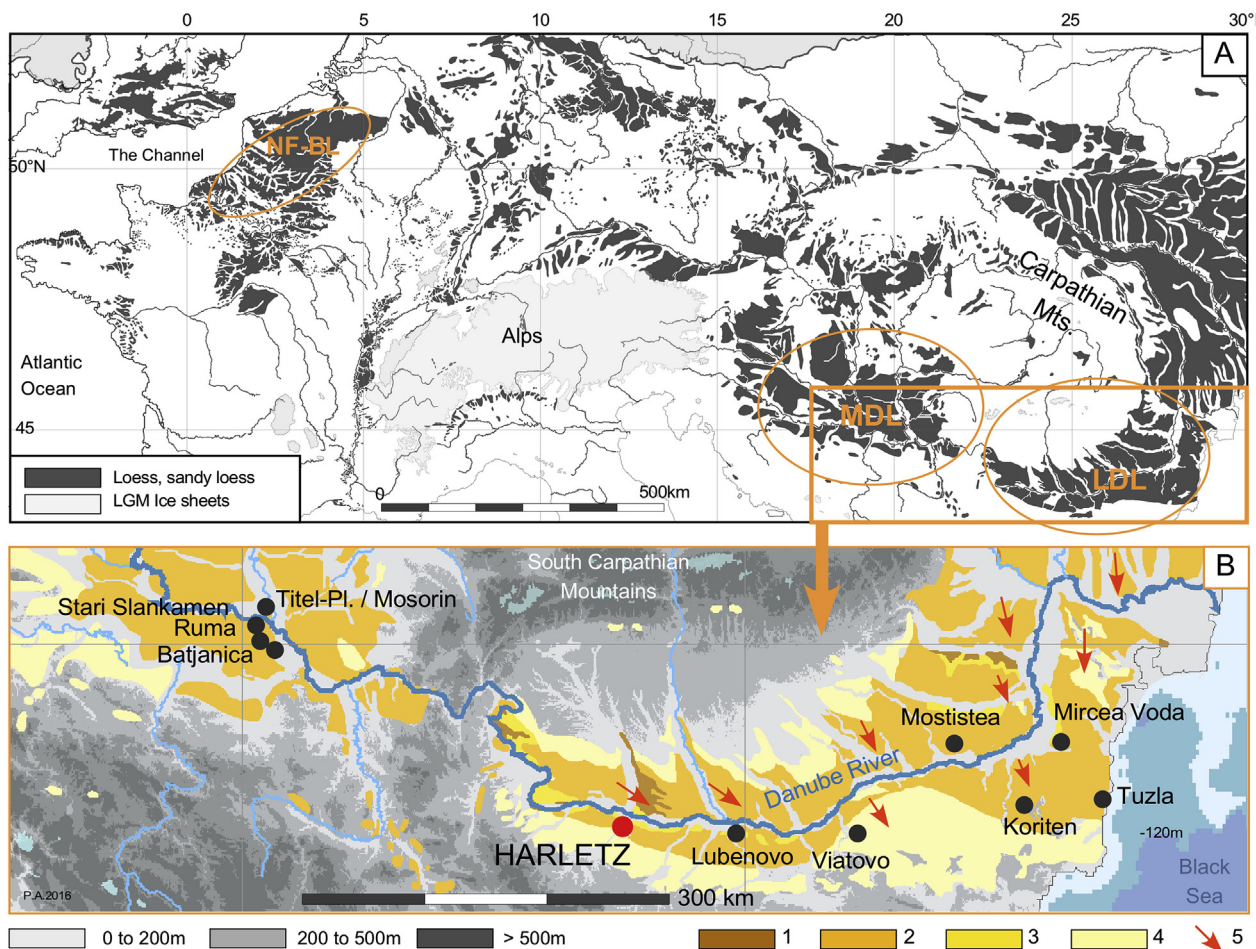 0 5 10 15 20 25 30°
A
NF-BL
The Channel
50°N
Carpathian
Mts.
Alps
Atlantic
Ocean
MDL
45
LDL
Loess, sandy loess
LGM Ice sheets
0 500km
B
South Carpathian
Mountains
Stari Slankamen
Titel-Pl. / Mosorin
Ruma
Batjanica
Mostistea
Mircea Voda
Danube River
Tuzla
Koriten
-120m
HARLETZ
Lubenovo
Viatovo
Black
Sea
P.A.2016
300 km
0 to 200m 200 to 500m > 500m 1 2 3 4 5